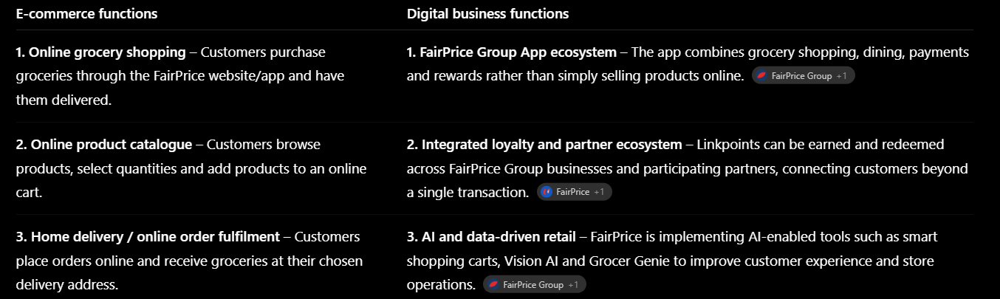 E-commerce functions
Digital business functions
1. Online grocery shopping – Customers purchase
groceries through the FairPrice website/app and have
them delivered.
1. FairPrice Group App ecosystem – The app combines grocery shopping, dining, payments
and rewards rather than simply selling products online. FairPrice Group +1
2. Online product catalogue – Customers browse
products, select quantities and add products to an online
cart.
2. Integrated loyalty and partner ecosystem – Linkpoints can be earned and redeemed
across FairPrice Group businesses and participating partners, connecting customers beyond
a single transaction. FairPrice +1
3. Home delivery / online order fulfilment – Customers
place orders online and receive groceries at their chosen
delivery address.
3. AI and data-driven retail – FairPrice is implementing AI-enabled tools such as smart
shopping carts, Vision AI and Grocer Genie to improve customer experience and store
operations. FairPrice Group +1